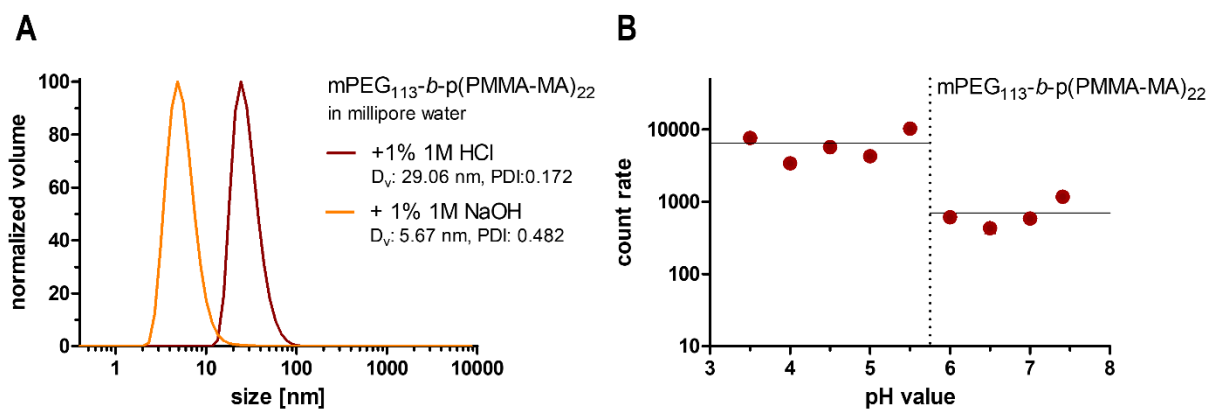 A
mPEG₁₁₃-b-p(PMMA-MA)₂₂
in millipore water
+1% 1M HCl
Dᵥ: 29.06 nm, PDI:0.172
+ 1% 1M NaOH
Dᵥ: 5.67 nm, PDI: 0.482
normalized volume
100
80
60
40
20
0
1 10 100 1000 10000
size [nm]
B
mPEG₁₁₃-b-p(PMMA-MA)₂₂
count rate
10000
1000
100
10
3 4 5 6 7 8
pH value